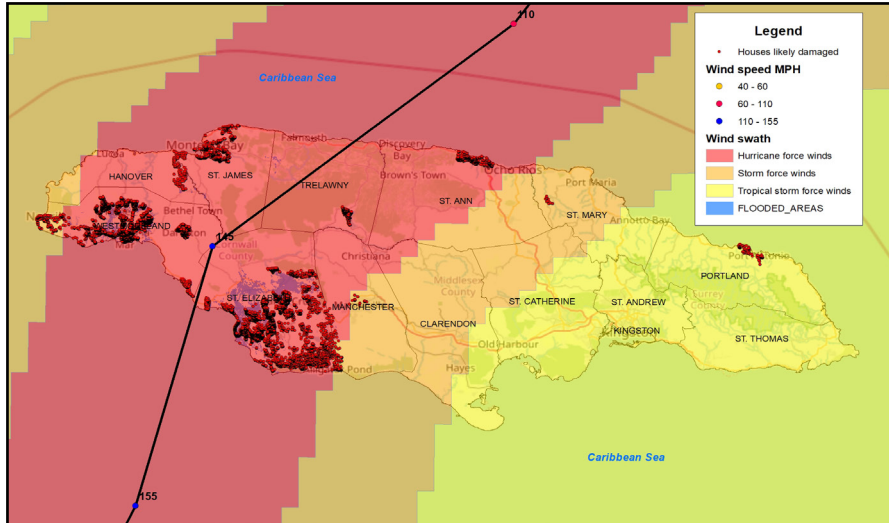 110
Caribbean Sea
Legend
Houses likely damaged
Wind speed MPH
40 - 60
60 - 110
110 - 155
Wind swath
Hurricane force winds
Storm force winds
Tropical storm force winds
FLOODED_AREAS
Montego Bay
Falmouth
Lucea
Discovery
Bay
Ocho Rios
HANOVER
ST. JAMES
TRELAWNY
Brown's Town
ST. ANN
Port Maria
ST. MARY
Annotto Bay
Bethel Town
145
Cornwall
County
Christiana
Port Antonio
PORTLAND
Middlesex
County
ST. CATHERINE
ST. ANDREW
Surrey
County
MANCHESTER
CLARENDON
KINGSTON
ST. THOMAS
Old Harbour
Hayes
Pond
Caribbean Sea
155